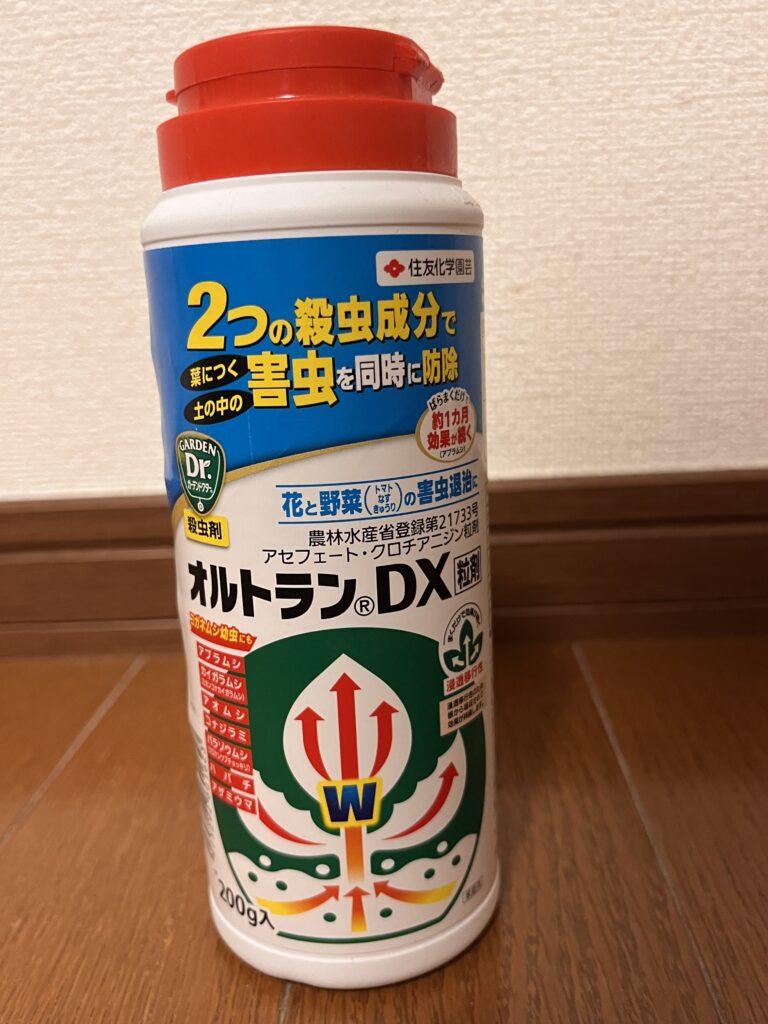 住友化学園芸
2つの殺虫成分で
葉につく
土の中の
害虫を同時に防除
ばらまくだけで
約1カ月
効果が続く
(アブラムシ)
GARDEN
Dr.
ガーデンドクター
殺虫剤
花と野菜(トマト なす きゅうり)の害虫退治に
農林水産省登録第21733号
アセフェート・クロチアニジン粒剤
オルトラン®DX 粒剤
コガネムシ幼虫にも
アブラムシ
カイガラムシ
アオムシ
コナジラミ
バラゾウムシ
ハバチ
アザミウマ
浸透移行性
W
200g入